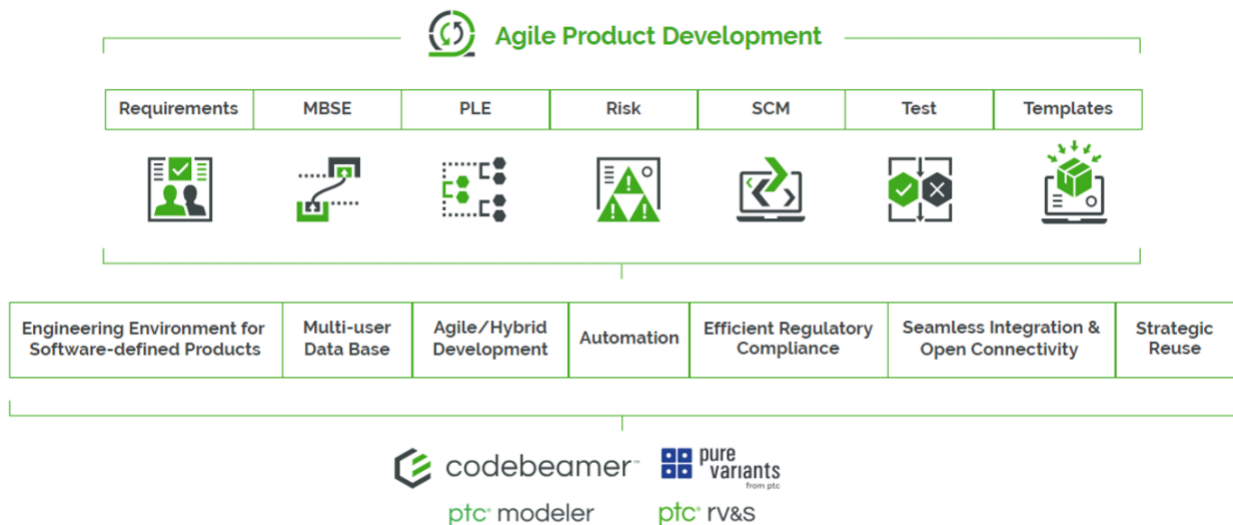 Agile Product Development
Requirements
MBSE
PLE
Risk
SCM
Test
Templates
Engineering Environment for
Software-defined Products
Multi-user
Data Base
Agile/Hybrid
Development
Automation
Efficient Regulatory
Compliance
Seamless Integration &
Open Connectivity
Strategic
Reuse
codebeamer™
pure
variants
from ptc
ptc® modeler
ptc® rv&s